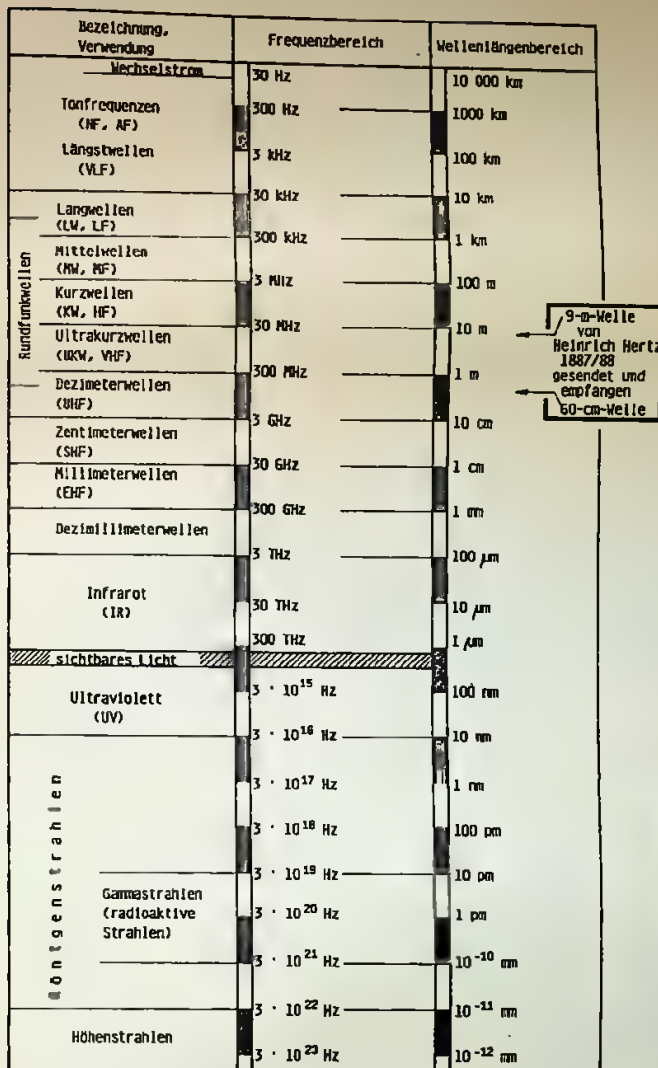 Bezeichnung,
Verwendung
Frequenzbereich
Wellenlängenbereich
Wechselstrom
30 Hz
10 000 km
Tonfrequenzen
(NF, AF)
300 Hz
1000 km
Längstwellen
(VLF)
3 kHz
100 km
30 kHz
10 km
Rundfunkwellen
Langwellen
(LW, LF)
300 kHz
1 km
Mittelwellen
(MW, MF)
3 MHz
100 m
Kurzwellen
(KW, HF)
30 MHz
10 m
Ultrakurzwellen
(UKW, VHF)
300 MHz
1 m
Dezimeterwellen
(UHF)
3 GHz
10 cm
9-m-Welle
von
Heinrich Hertz
1887/88
gesendet und
empfangen
60-cm-Welle
Zentimeterwellen
(SHF)
30 GHz
1 cm
Millimeterwellen
(EHF)
300 GHz
1 mm
Dezimillimeterwellen
3 THz
100 µm
Infrarot
(IR)
30 THz
10 µm
300 THz
1 µm
sichtbares Licht
Ultraviolett
(UV)
3 · 10¹⁵ Hz
100 nm
3 · 10¹⁶ Hz
10 nm
Röntgenstrahlen
3 · 10¹⁷ Hz
1 nm
3 · 10¹⁸ Hz
100 pm
3 · 10¹⁹ Hz
10 pm
Gammastrahlen
(radioaktive
Strahlen)
3 · 10²⁰ Hz
1 pm
3 · 10²¹ Hz
10⁻¹⁰ mm
3 · 10²² Hz
10⁻¹¹ mm
Höhenstrahlen
3 · 10²³ Hz
10⁻¹² mm